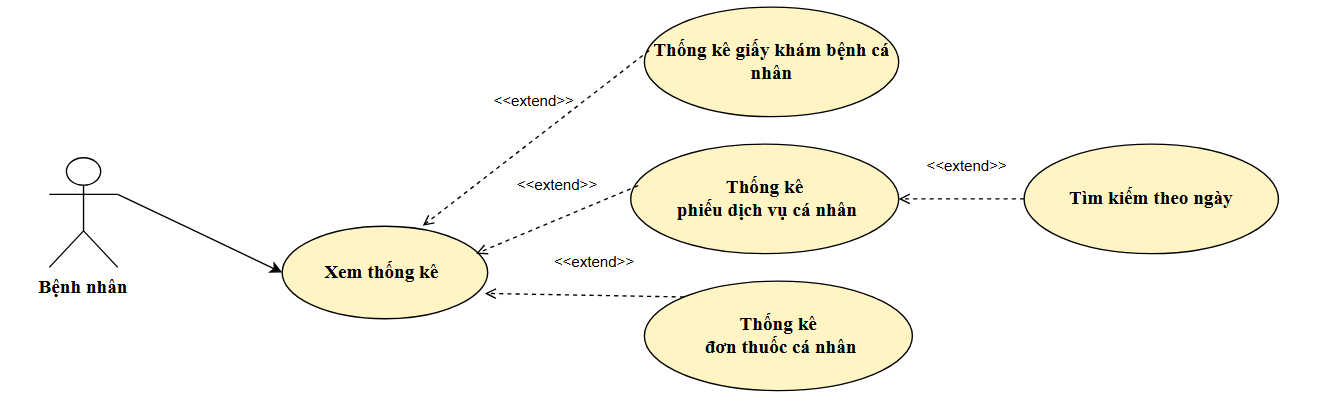 Thống kê giấy khám bệnh cá
nhân
<<extend>>
<<extend>>
Thống kê
phiếu dịch vụ cá nhân
<<extend>>
Tìm kiếm theo ngày
Bệnh nhân
Xem thống kê
<<extend>>
Thống kê
đơn thuốc cá nhân